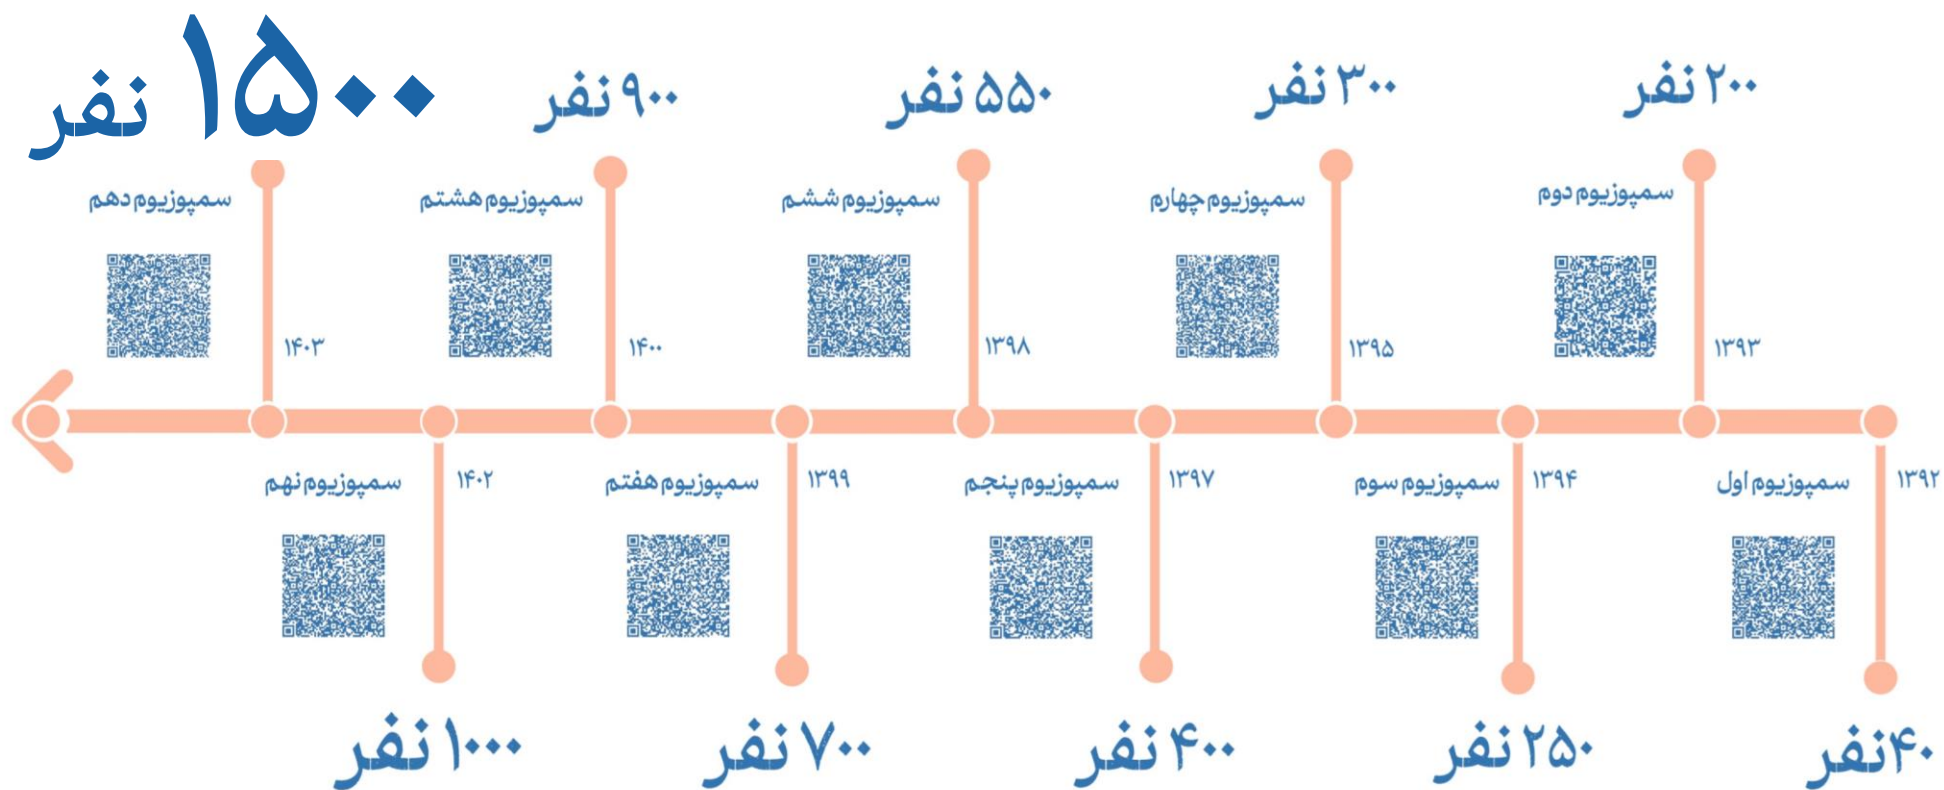 ۲۰۰ نفر
۳۰۰ نفر
۵۵۰ نفر
۹۰۰ نفر
۱۵۰۰ نفر
سمپوزیوم دوم
سمپوزیوم چهارم
سمپوزیوم ششم
سمپوزیوم هشتم
سمپوزیوم دهم
۱۳۹۳
۱۳۹۵
۱۳۹۸
۱۴۰۰
۱۴۰۳
۱۳۹۲
سمپوزیوم اول
۱۳۹۴
سمپوزیوم سوم
۱۳۹۷
سمپوزیوم پنجم
۱۳۹۹
سمپوزیوم هفتم
۱۴۰۲
سمپوزیوم نهم
۴۰ نفر
۲۵۰ نفر
۴۰۰ نفر
۷۰۰ نفر
۱۰۰۰ نفر